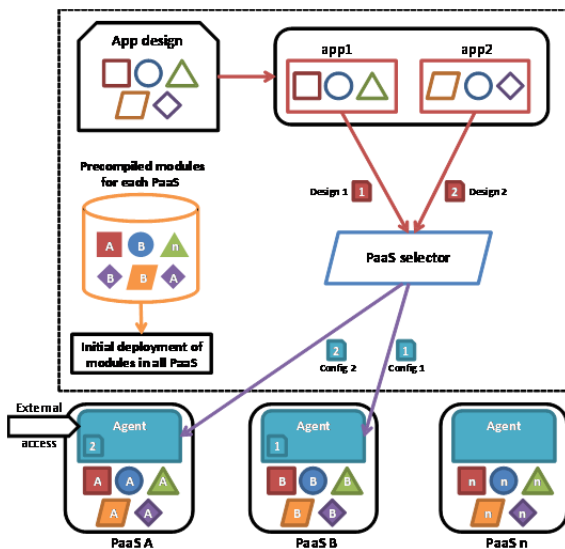 App design
app1
app2
Precompiled modules
for each PaaS
Design 1
1
2
Design 2
A
B
n
B
B
A
PaaS selector
Initial deployment of
modules in all PaaS
2
Config 2
1
Config 1
External
access
Agent
2
A
A
A
A
A
PaaS A
Agent
1
B
B
B
B
B
PaaS B
Agent
n
n
n
n
n
PaaS n